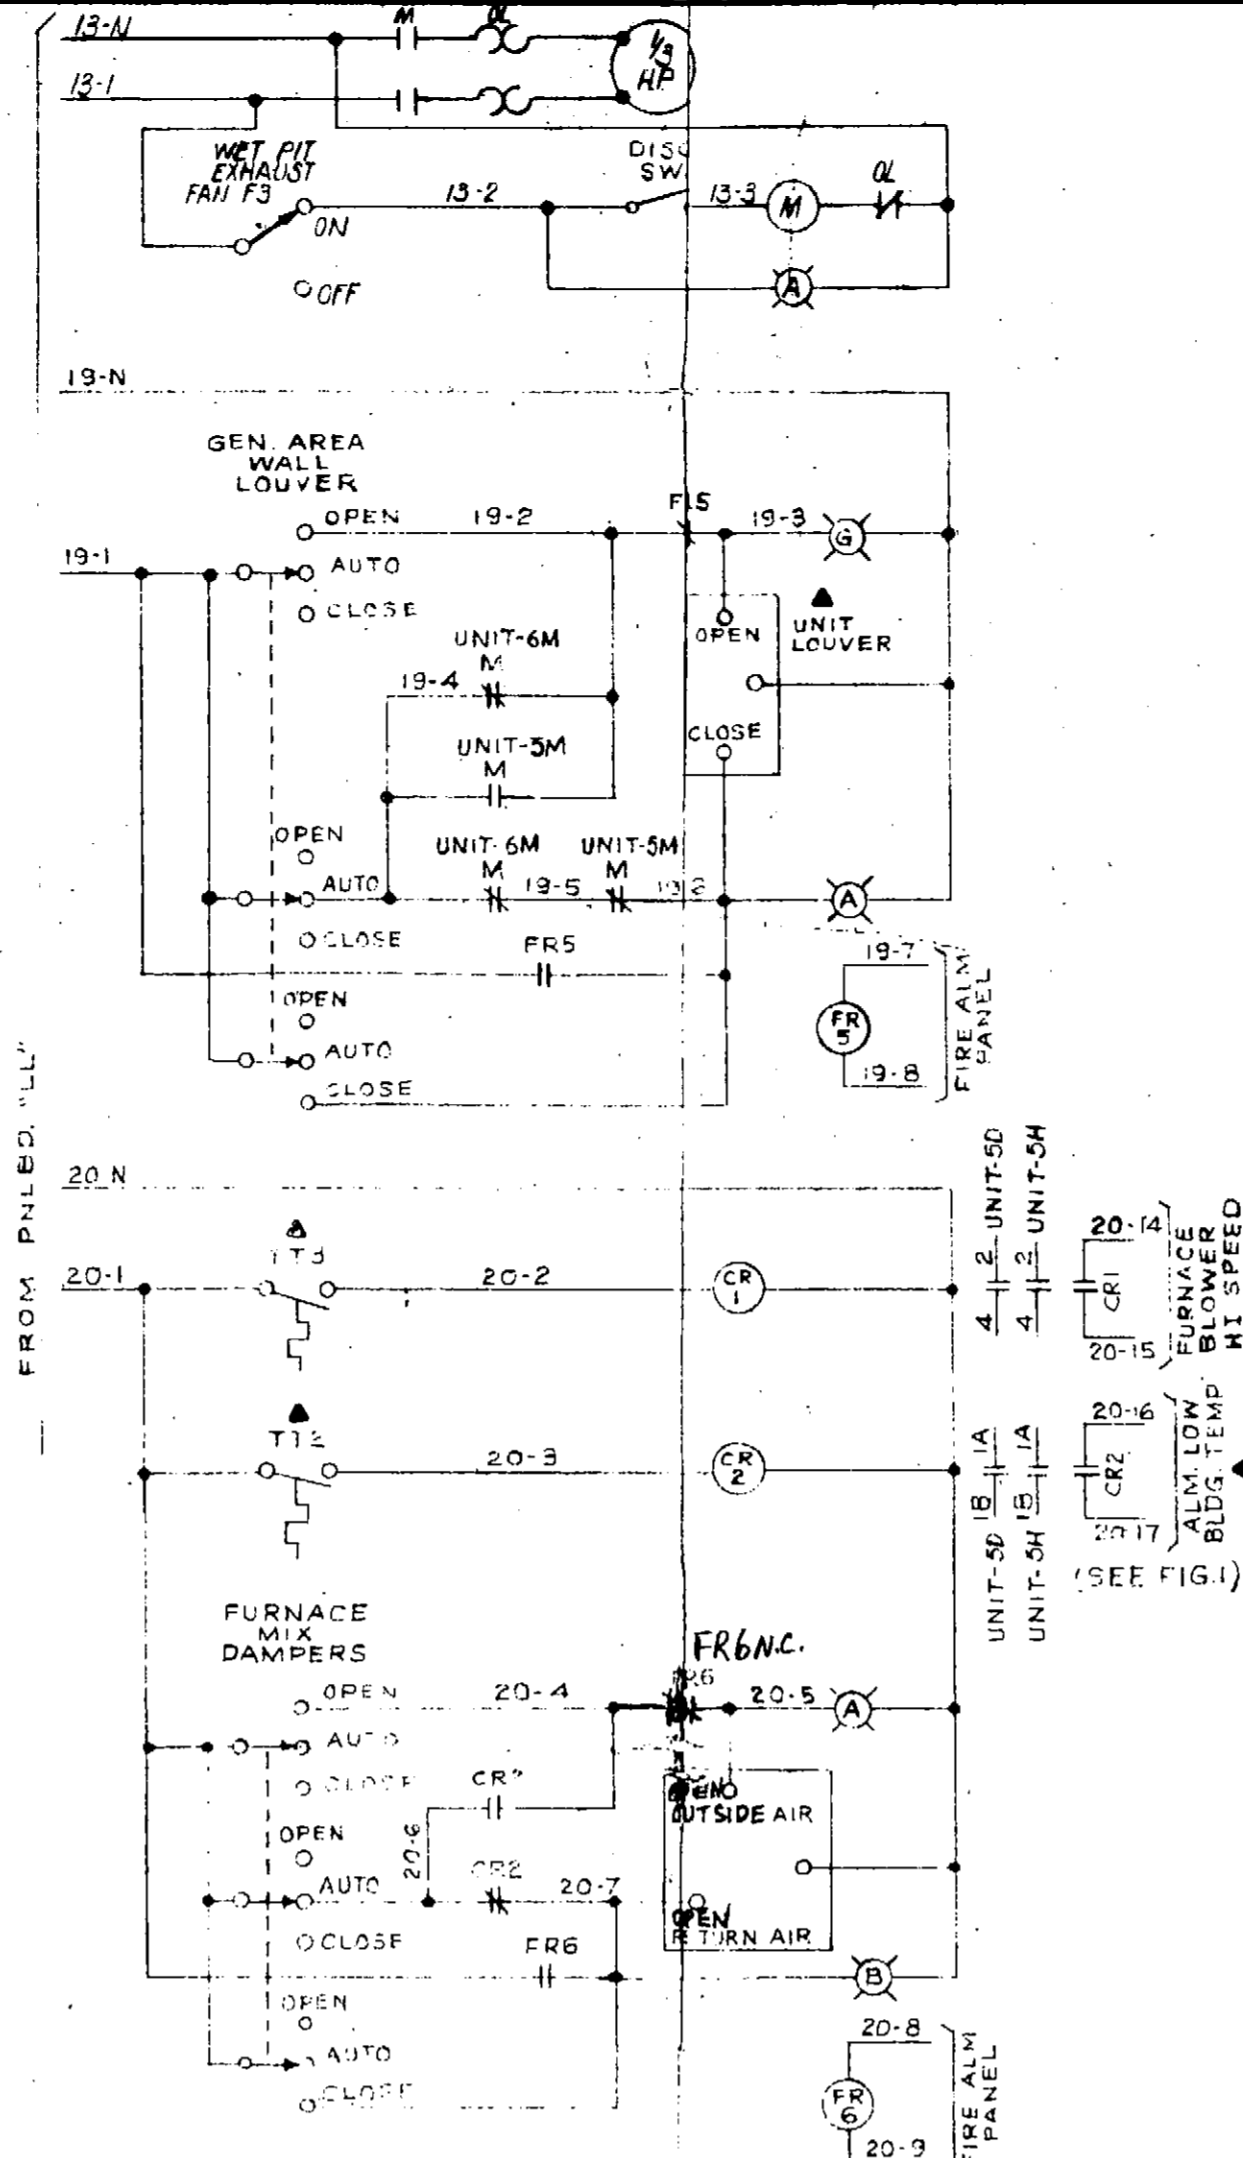 13-N
M
OL
1/3
HP
13-1
WET PIT
EXHAUST
FAN F3
ON
OFF
13-2
DISC
SW
13-3
M
OL
A
19-N
GEN. AREA
WALL
LOUVER
OPEN
19-2
19-3
G
19-1
AUTO
CLOSE
OPEN
UNIT
LOUVER
UNIT-6M
M
19-4
UNIT-5M
M
CLOSE
OPEN
UNIT-6M
M
UNIT-5M
M
AUTO
19-5
A
CLOSE
FR5
19-7
OPEN
FR
5
AUTO
19-8
CLOSE
FIRE ALM
PANEL
FROM PNLBD. "LL"
20 N
TT3
20-1
20-2
CR
1
4 2 UNIT-5D
4 2 UNIT-5H
20-14
CR1
20-15
FURNACE
BLOWER
HI SPEED
TT2
20-3
CR
2
1B 1A
UNIT-5D
1B 1A
UNIT-5H
20-16
CR2
20-17
ALM. LOW
BLDG. TEMP
(SEE FIG.1)
FURNACE
MIX
DAMPERS
FR6 N.C.
OPEN
20-4
20-5
A
AUTO
CLOSE
OPEN
OUTSIDE AIR
OPEN
20-6
CR2
AUTO
20-7
OPEN
RETURN AIR
CLOSE
FR6
B
OPEN
AUTO
CLOSE
20-8
FR
6
20-9
FIRE ALM
PANEL